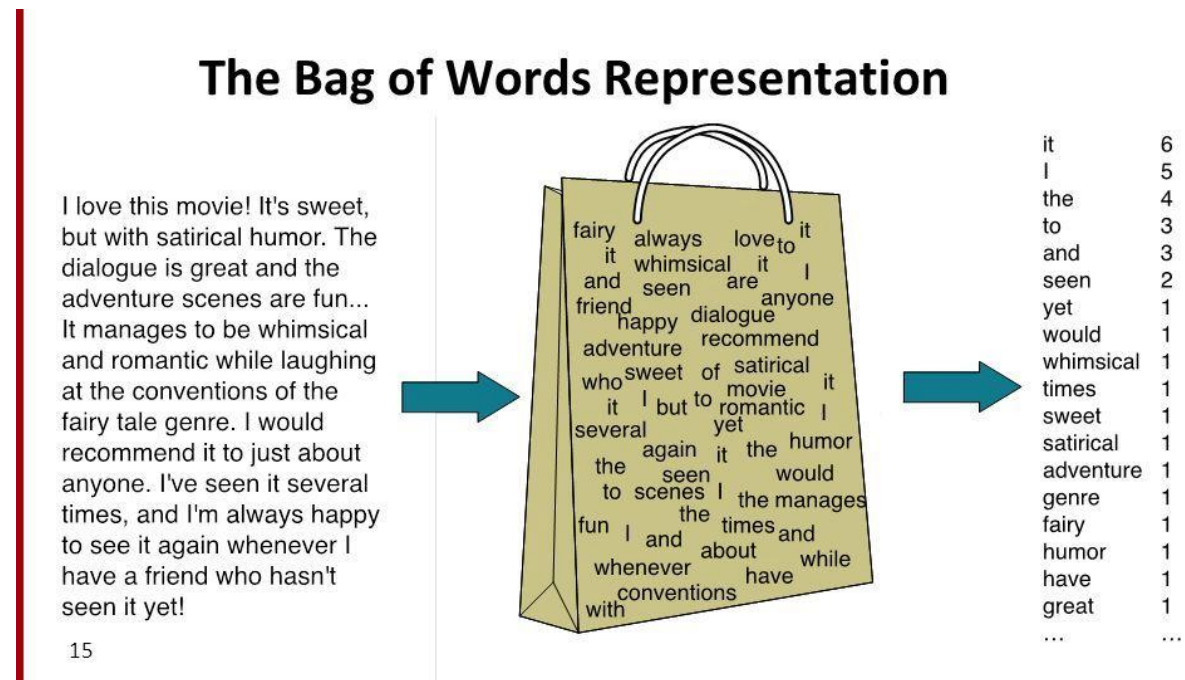 The Bag of Words Representation
I love this movie! It's sweet,
but with satirical humor. The
dialogue is great and the
adventure scenes are fun...
It manages to be whimsical
and romantic while laughing
at the conventions of the
fairy tale genre. I would
recommend it to just about
anyone. I've seen it several
times, and I'm always happy
to see it again whenever I
have a friend who hasn't
seen it yet!
15
fairy always love to it
it whimsical it I
and seen are anyone
friend happy dialogue
adventure recommend
who sweet of satirical
it I but to movie it
romantic I
several yet
again it the humor
the seen would
to scenes I the manages
fun the times and
I and about while
whenever have
conventions
with
it 6
I 5
the 4
to 3
and 3
seen 2
yet 1
would 1
whimsical 1
times 1
sweet 1
satirical 1
adventure 1
genre 1
fairy 1
humor 1
have 1
great 1
... ...